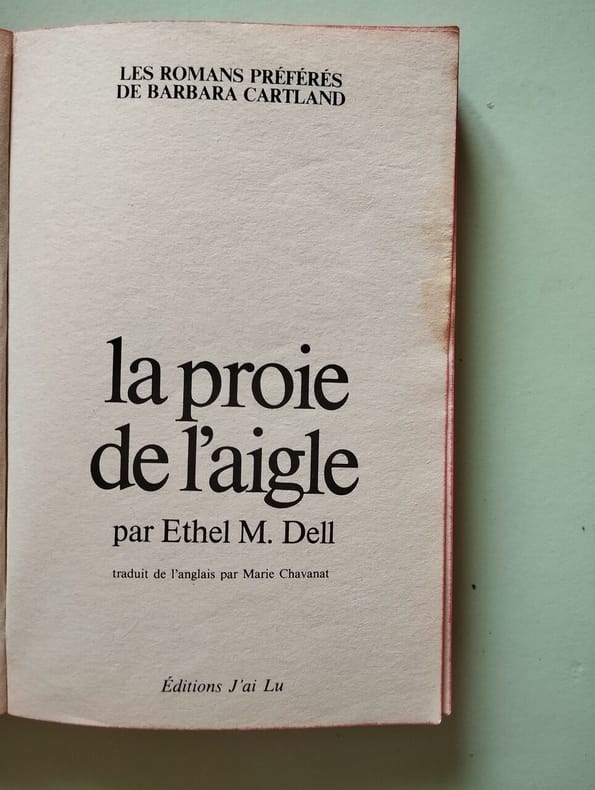 LES ROMANS PRÉFÉRÉS
DE BARBARA CARTLAND
la proie
de l'aigle
par Ethel M. Dell
traduit de l'anglais par Marie Chavanat
Éditions J'ai Lu